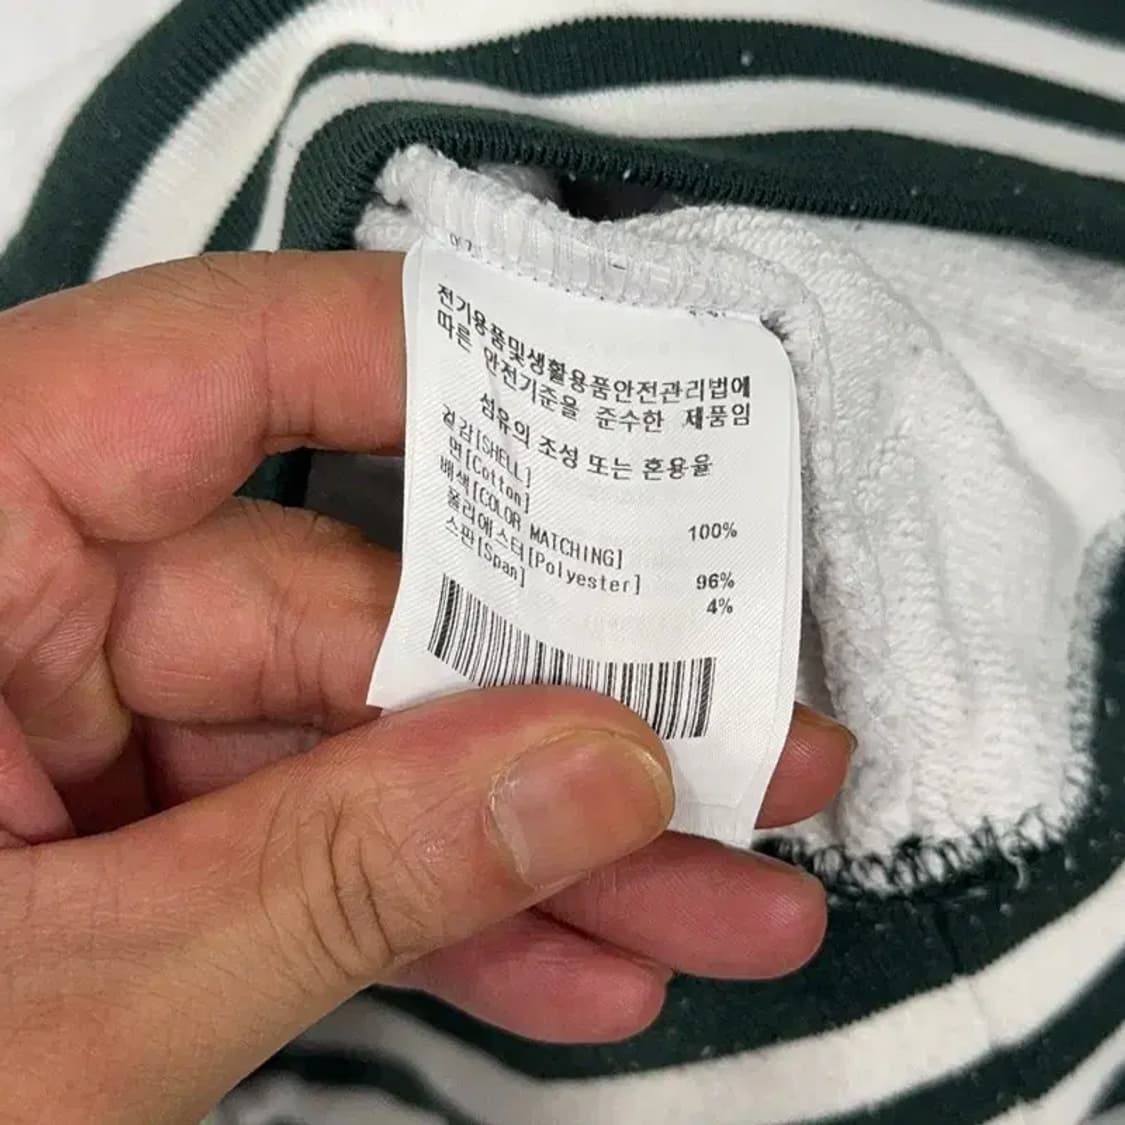 전기용품및생활용품안전관리법에
따른 안전기준을 준수한 제품임
섬유의 조성 또는 혼용율
겉감[SHELL]
면[Cotton] 100%
배색[COLOR MATCHING]
폴리에스터[Polyester] 96%
스판[Span] 4%